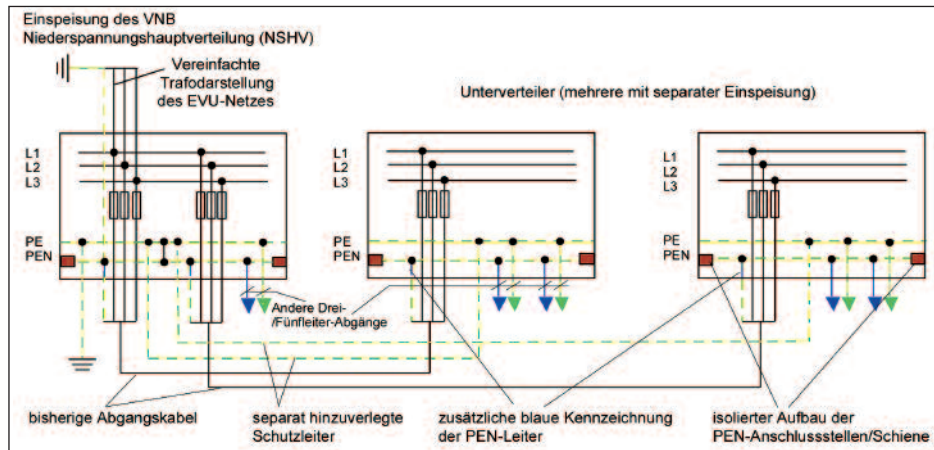 Einspeisung des VNB
Niederspannungshauptverteilung (NSHV)
Vereinfachte
Trafodarstellung
des EVU-Netzes
Unterverteiler (mehrere mit separater Einspeisung)
L1
L2
L3
PE
PEN
L1
L2
L3
PE
PEN
L1
L2
L3
PE
PEN
Andere Drei-
/Fünfleiter-Abgänge
bisherige Abgangskabel
separat hinzuverlegte
Schutzleiter
zusätzliche blaue Kennzeichnung
der PEN-Leiter
isolierter Aufbau der
PEN-Anschlussstellen/Schiene